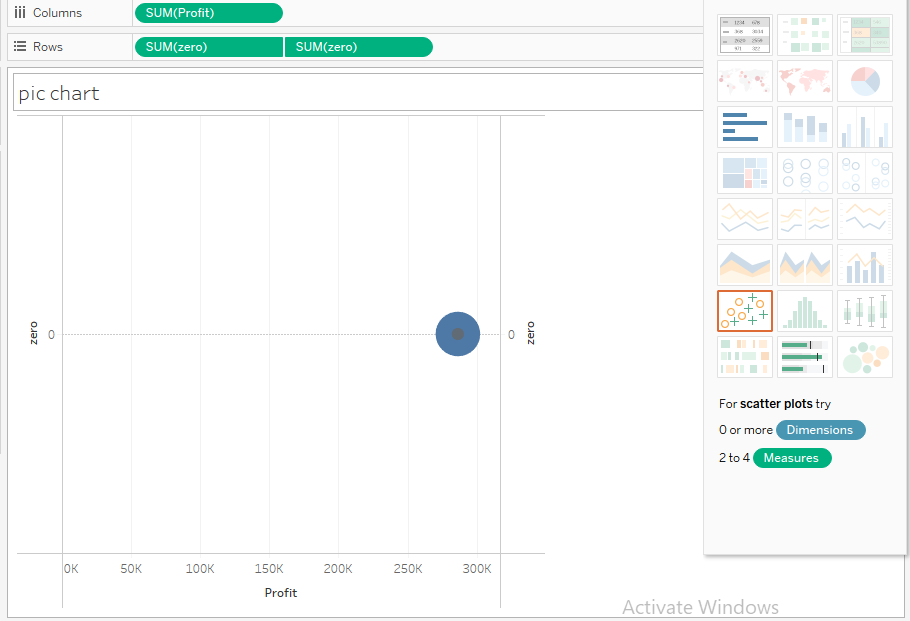 Columns SUM(Profit)
Rows SUM(zero) SUM(zero)
pic chart
zero 0 0 zero
0K 50K 100K 150K 200K 250K 300K
Profit
For scatter plots try
0 or more Dimensions
2 to 4 Measures
Activate Windows